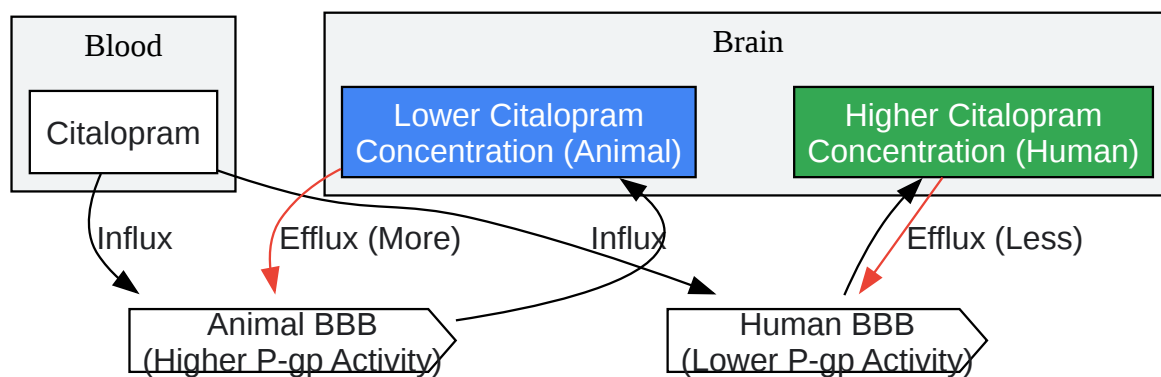 Blood
Brain
Citalopram
Lower Citalopram
Concentration (Animal)
Higher Citalopram
Concentration (Human)
Influx
Efflux (More)
Influx
Efflux (Less)
Animal BBB
(Higher P-gp Activity)
Human BBB
(Lower P-gp Activity)